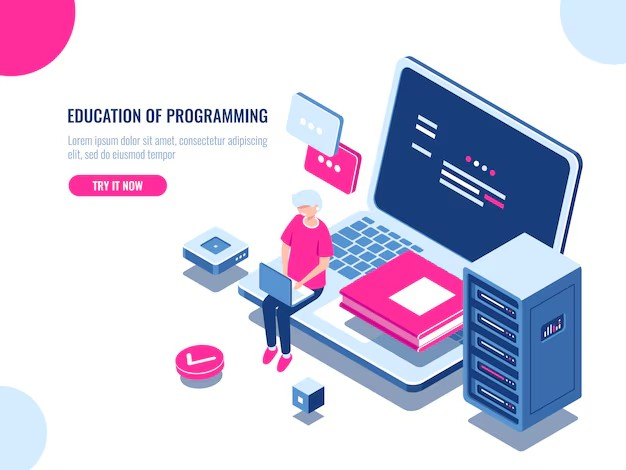 EDUCATION OF PROGRAMMING
Lorem ipsum dolor sit amet, consectetur adipiscing
elit, sed do eiusmod tempor
TRY IT NOW